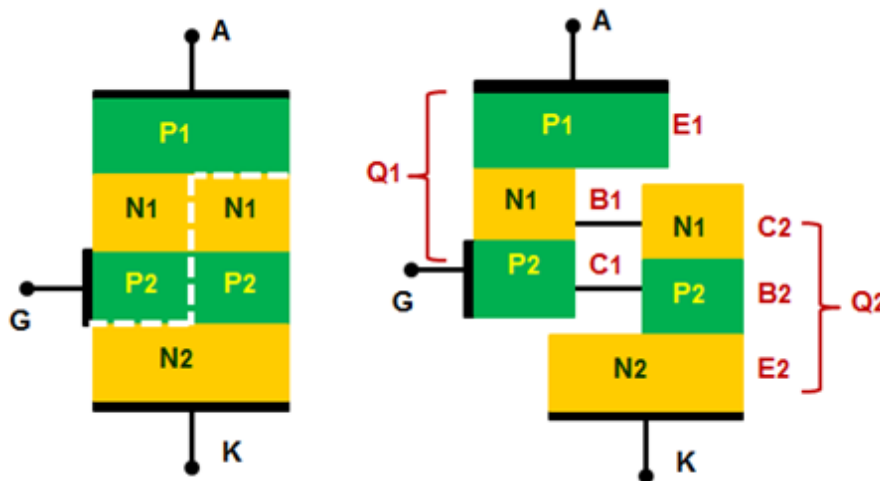 A
P1
N1 N1
P2 P2
G
N2
K
A
P1 E1
Q1
N1 B1 N1 C2
P2 C1 P2 B2
G
Q2
N2 E2
K